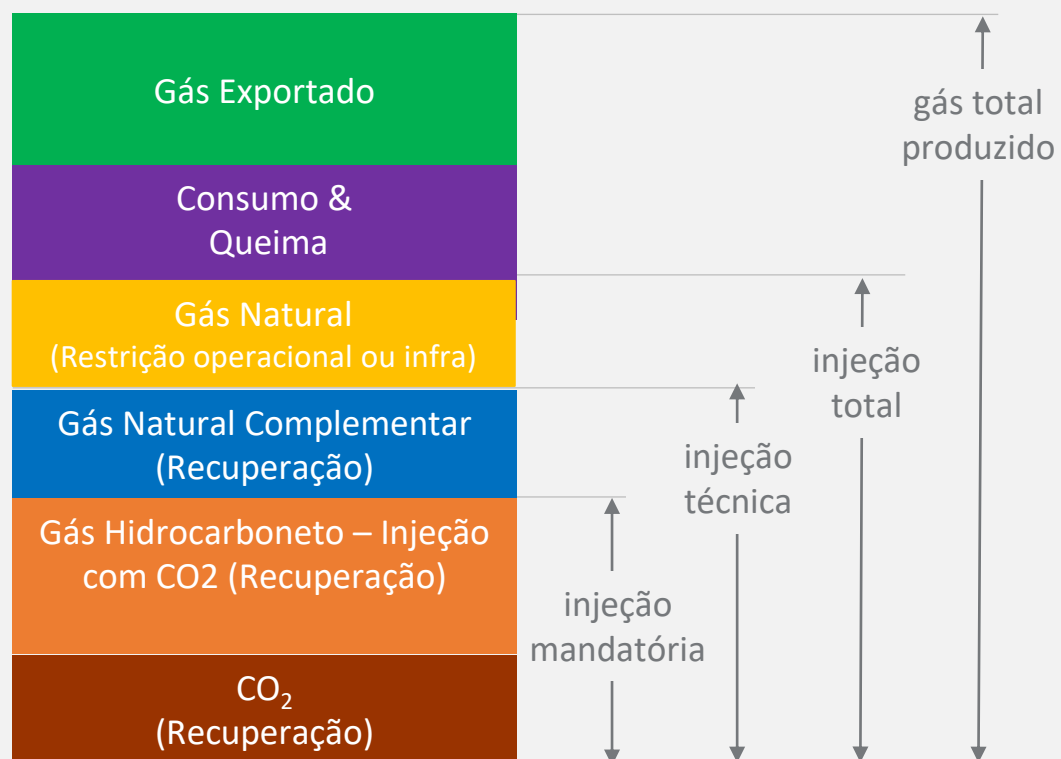 Gás Exportado
Consumo &
Queima
Gás Natural
(Restrição operacional ou infra)
Gás Natural Complementar
(Recuperação)
Gás Hidrocarboneto – Injeção
com CO2 (Recuperação)
CO₂
(Recuperação)
injeção
mandatória
injeção
técnica
injeção
total
gás total
produzido